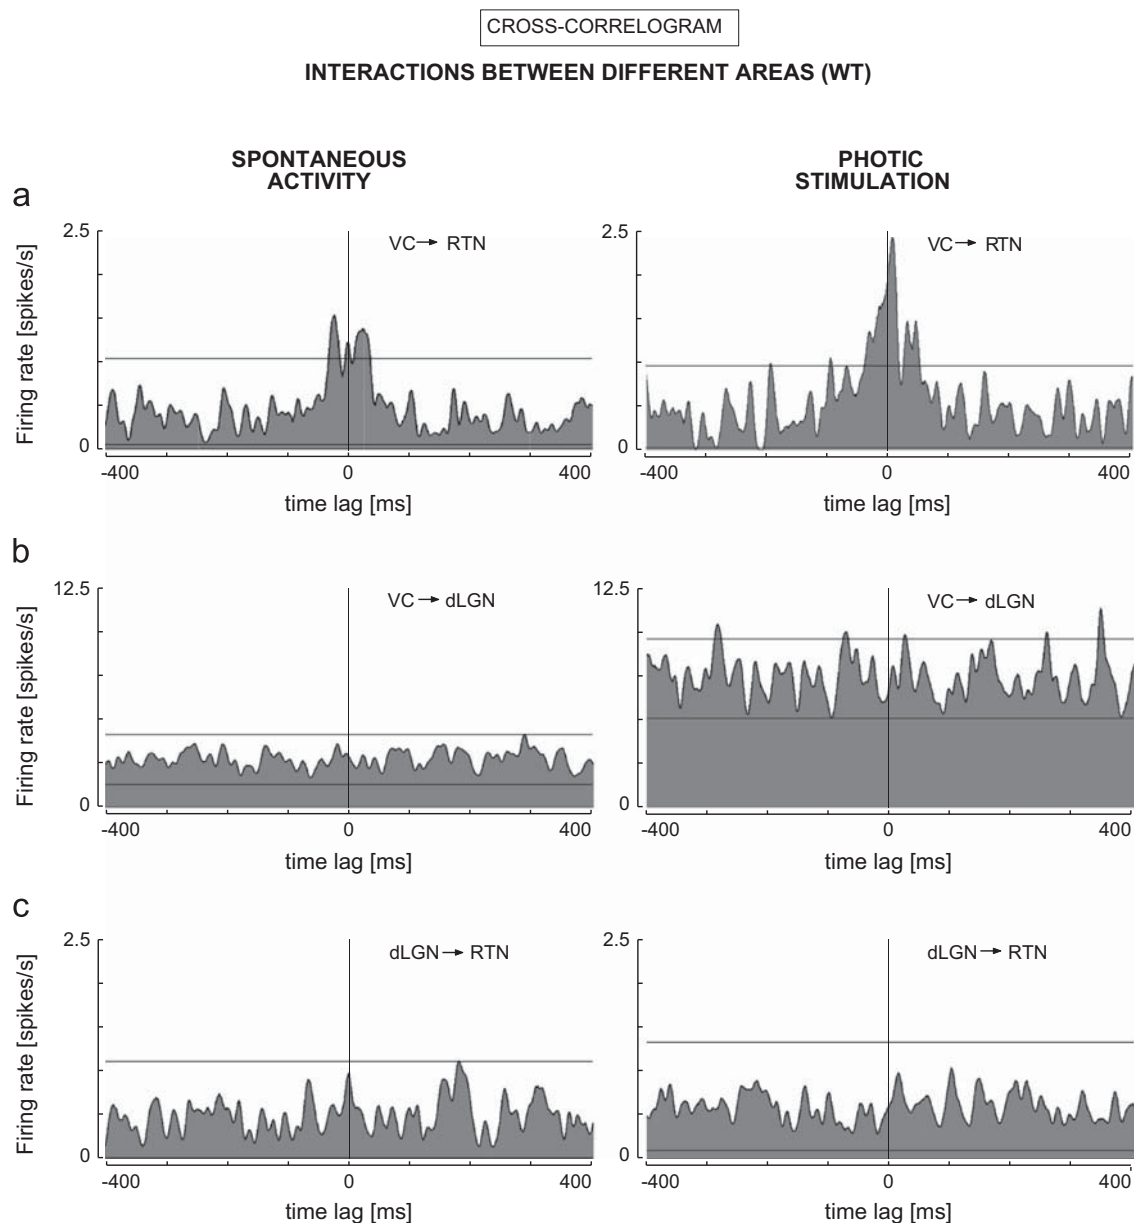 CROSS-CORRELOGRAM
INTERACTIONS BETWEEN DIFFERENT AREAS (WT)
SPONTANEOUS
ACTIVITY
PHOTIC
STIMULATION
a
2.5
VC → RTN
Firing rate [spikes/s]
0
-400
0
400
time lag [ms]
2.5
VC → RTN
0
-400
0
400
time lag [ms]
b
12.5
VC → dLGN
Firing rate [spikes/s]
0
-400
0
400
time lag [ms]
12.5
VC → dLGN
0
-400
0
400
time lag [ms]
c
2.5
dLGN → RTN
Firing rate [spikes/s]
0
-400
0
400
time lag [ms]
2.5
dLGN → RTN
0
-400
0
400
time lag [ms]